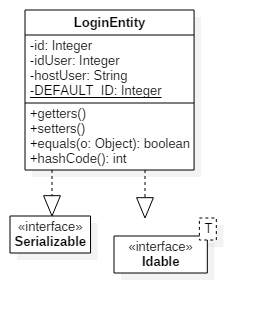 LoginEntity
-id: Integer
-idUser: Integer
-hostUser: String
-DEFAULT_ID: Integer
+getters()
+setters()
+equals(o: Object): boolean
+hashCode(): int
«interface»
Serializable
T
«interface»
Idable